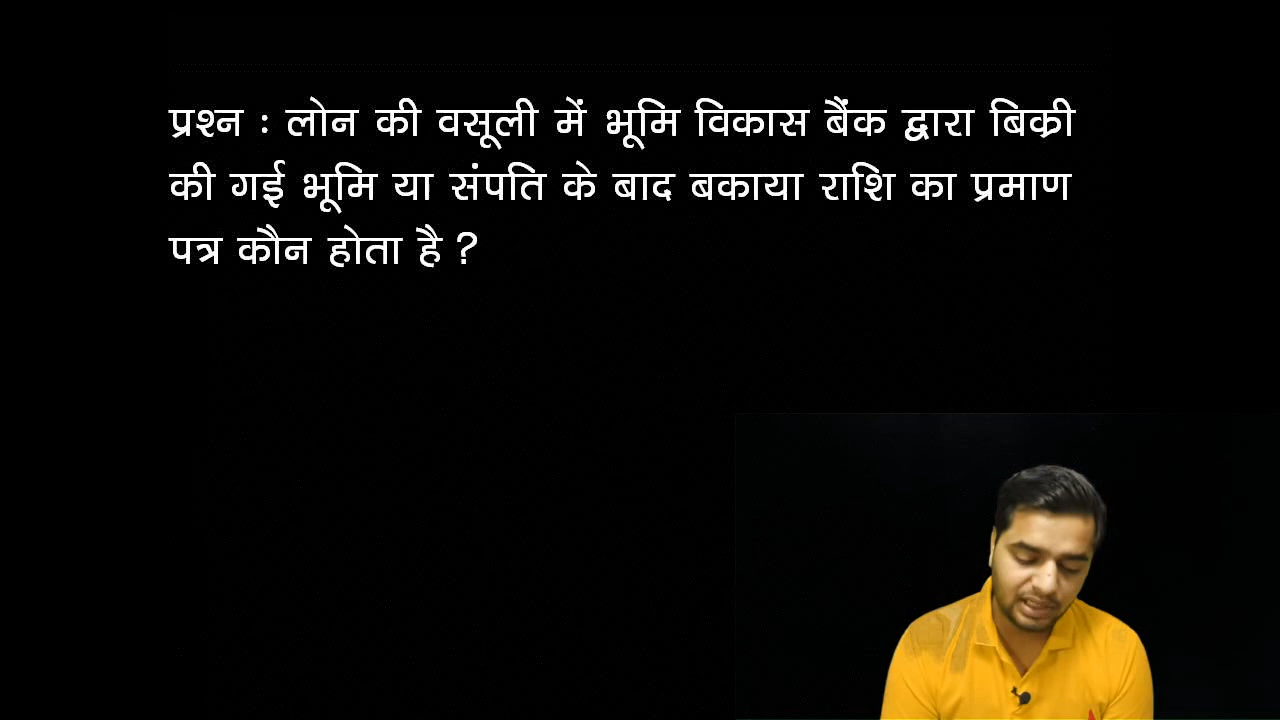 प्रश्न : लोन की वसूली में भूमि विकास बैंक द्वारा बिक्री
की गई भूमि या संपति के बाद बकाया राशि का प्रमाण
पत्र कौन होता है ?